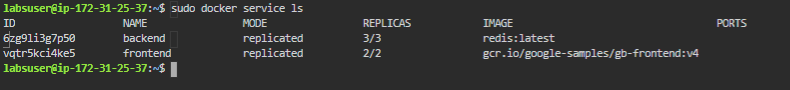 labsuser@ip-172-31-25-37:~$ sudo docker service ls
ID NAME MODE REPLICAS IMAGE PORTS
6zg9li3g7p50 backend replicated 3/3 redis:latest
vqtr5kci4ke5 frontend replicated 2/2 gcr.io/google-samples/gb-frontend:v4
labsuser@ip-172-31-25-37:~$